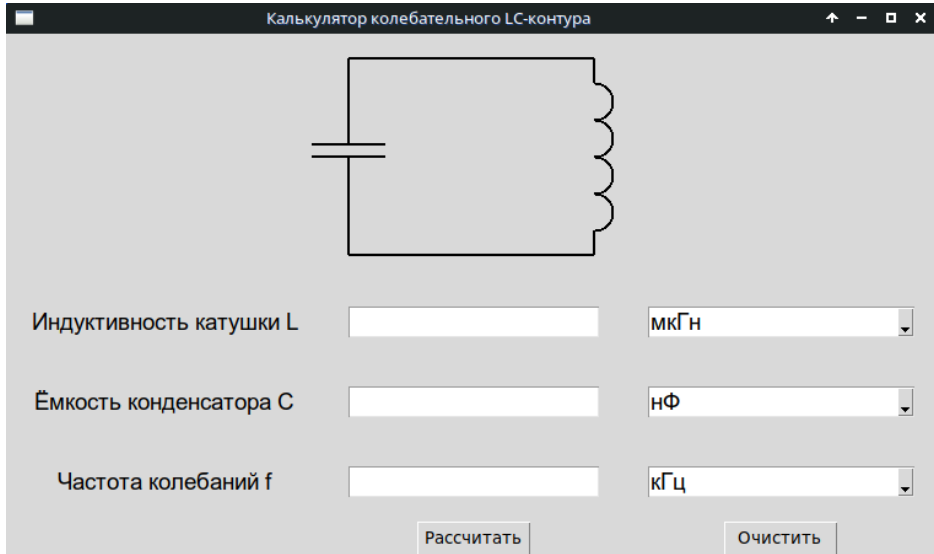 Калькулятор колебательного LC-контура
Индуктивность катушки L мкГн
Ёмкость конденсатора C нФ
Частота колебаний f кГц
Рассчитать Очистить